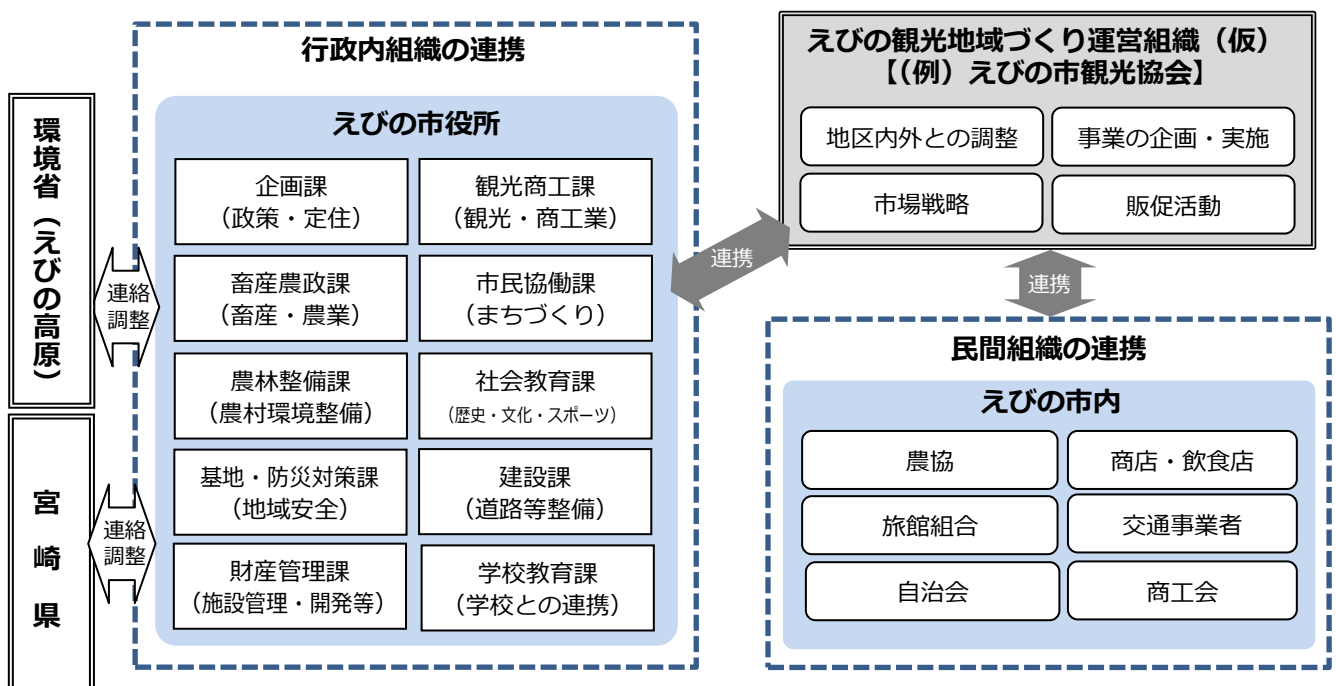 環境省（えびの高原）
宮崎県
連絡
調整
連絡
調整
行政内組織の連携
えびの市役所
企画課
（政策・定住）
観光商工課
（観光・商工業）
畜産農政課
（畜産・農業）
市民協働課
（まちづくり）
農林整備課
（農村環境整備）
社会教育課
（歴史・文化・スポーツ）
基地・防災対策課
（地域安全）
建設課
（道路等整備）
財産管理課
（施設管理・開発等）
学校教育課
（学校との連携）
連携
えびの観光地域づくり運営組織（仮）
【（例）えびの市観光協会】
地区内外との調整
事業の企画・実施
市場戦略
販促活動
連携
民間組織の連携
えびの市内
農協
商店・飲食店
旅館組合
交通事業者
自治会
商工会